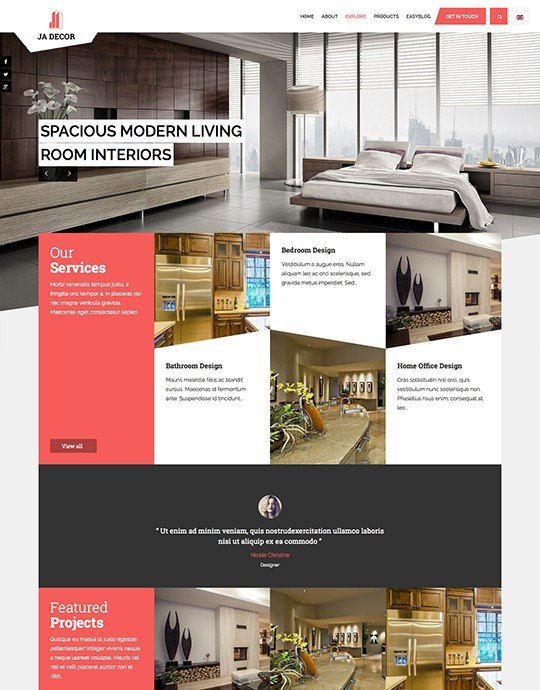 JA DECOR
HOME ABOUT EXPLORE PRODUCTS EASYBLOG GET IN TOUCH
SPACIOUS MODERN LIVING
ROOM INTERIORS
Our
Services
Morbi venenatis tempus justo, a
fringilla orci tempor a. In placerat nisl
nec magna vehicula gravida.
Maecenas eget consectetur sapien.
View all
Bedroom Design
Vestibulum a augue eros. Nullam
aliquam leo ac orci scelerisque, sed
gravida metus imperdiet. Sed...
Bathroom Design
Mauris molestie felis ac blandit
cursus. Maecenas id fermentum
ante. Suspendisse id tincidunt...
Home Office Design
Cras sollicitudin nisl orci, quis
vestibulum nunc scelerisque non.
Phasellus risus enim, consequat at
leo...
“ Ut enim ad minim veniam, quis nostrudexercitation ullamco laboris
nisi ut aliquip ex ea commodo “
Nicole Christine
Designer
Featured
Projects
Quisque eu massa ut justo egestas
pellentesque? Integer viverra neque
a neque laoreet volutpat. Mauris vel
nisi et velit placerat auctor non id
nisl.